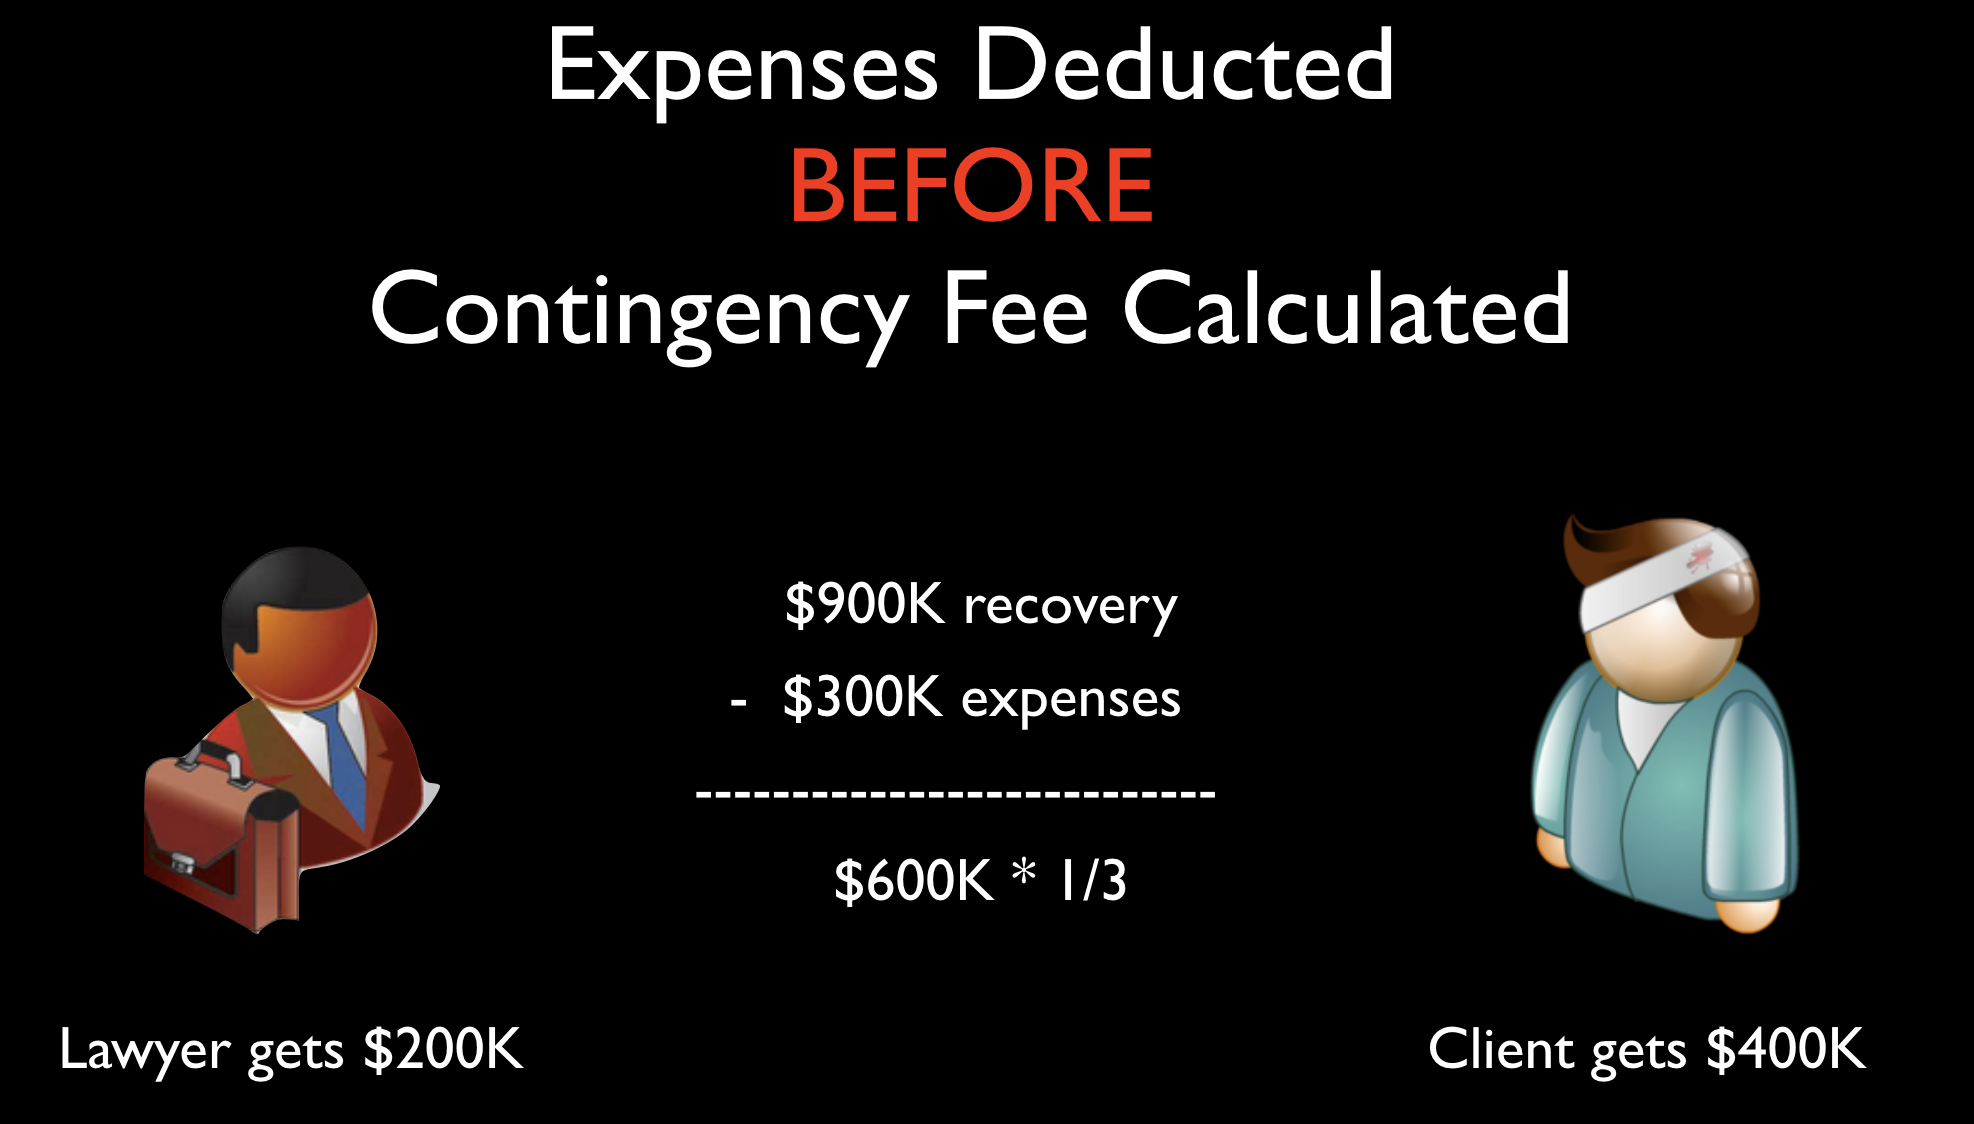 Expenses Deducted
BEFORE
Contingency Fee Calculated
$900K recovery
- $300K expenses
---------------------------
$600K * 1/3
Lawyer gets $200K
Client gets $400K